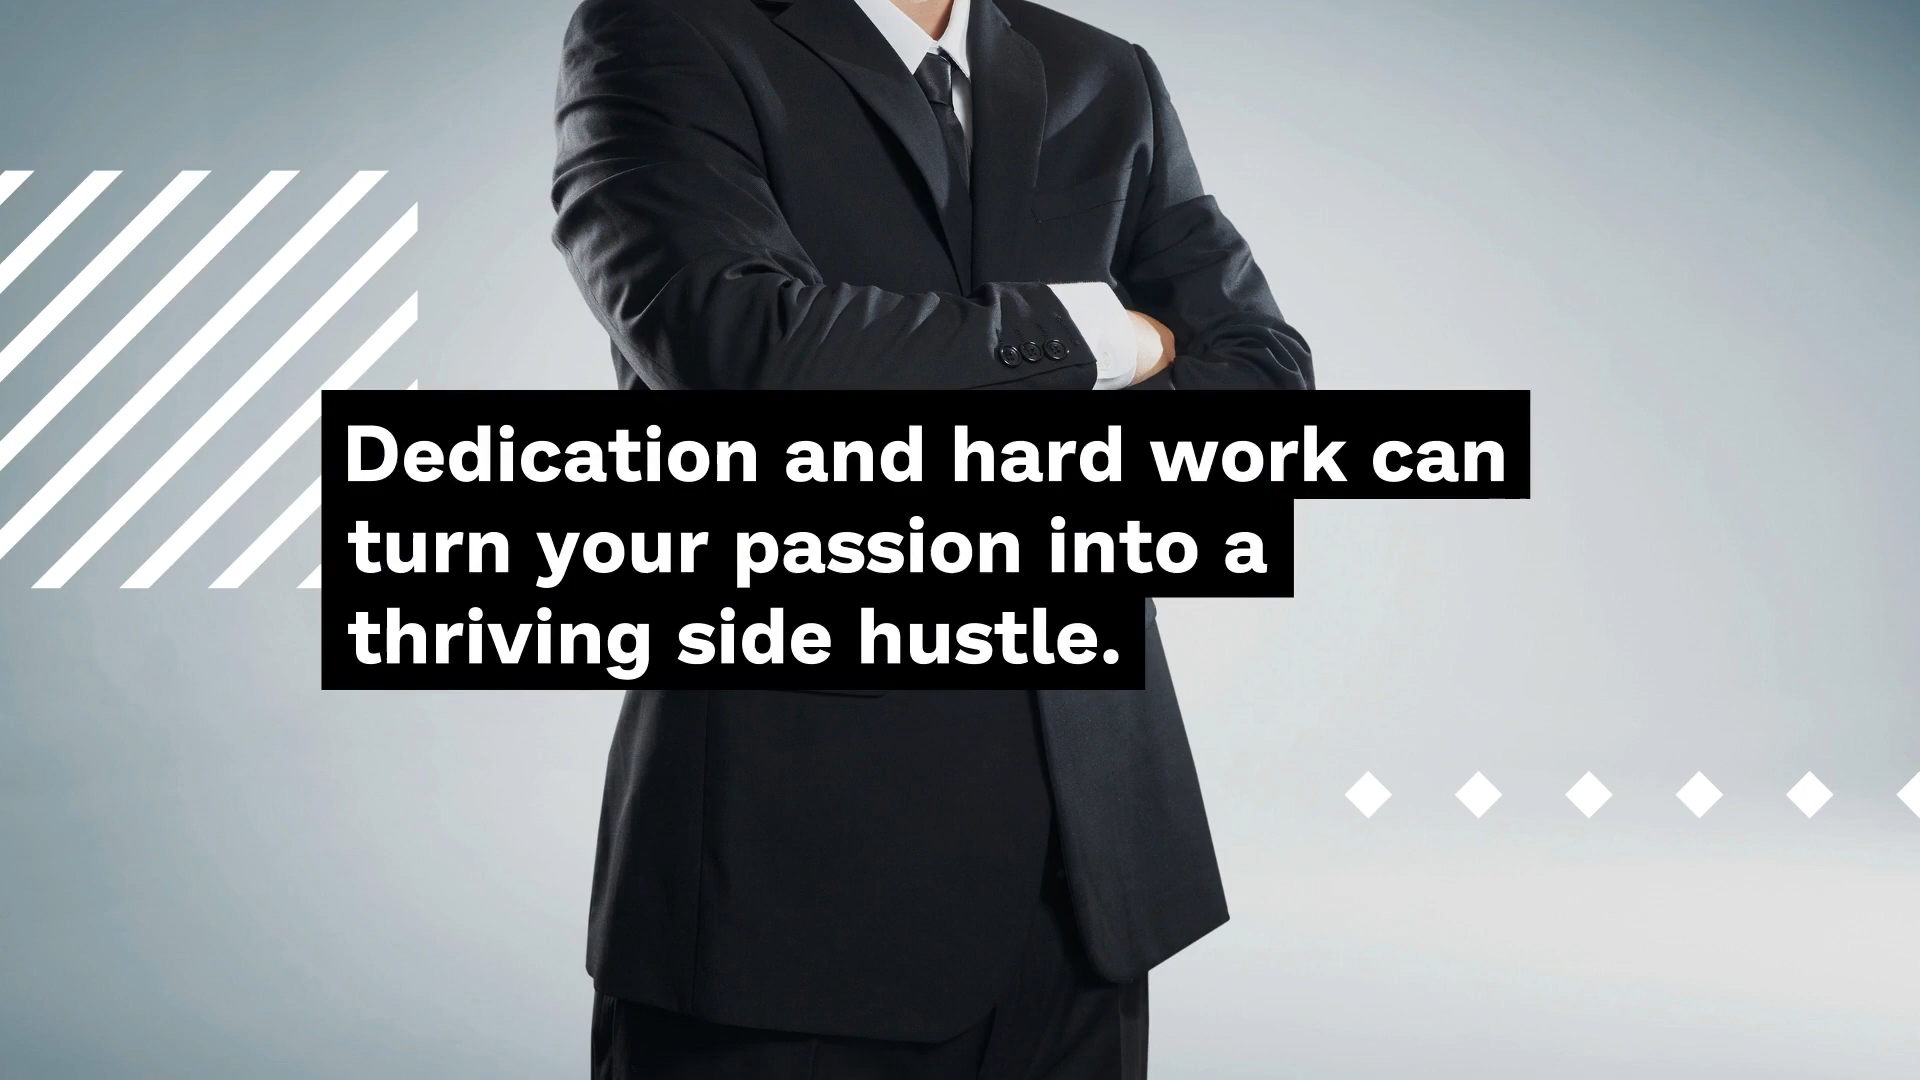 Dedication and hard work can
turn your passion into a
thriving side hustle.